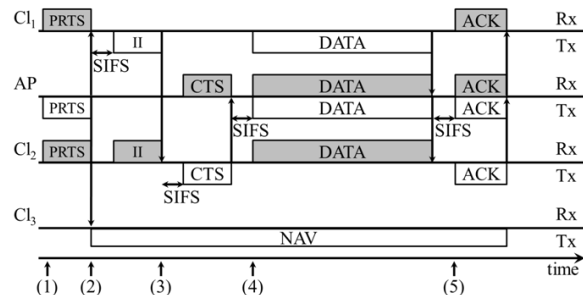 Cl1 PRTS ACK Rx
II DATA Tx
SIFS
AP CTS DATA ACK Rx
PRTS SIFS DATA SIFS ACK Tx
Cl2 PRTS II DATA Rx
CTS ACK Tx
SIFS
Cl3 Rx
NAV Tx
time
(1) (2) (3) (4) (5)